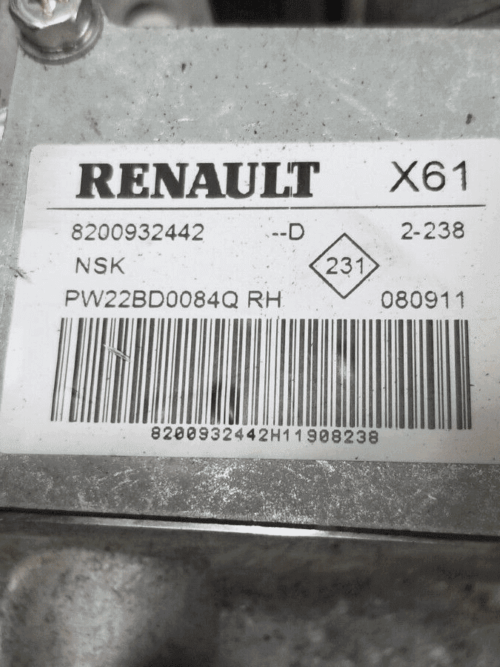 RENAULT X61
8200932442 --D 2-238
NSK 231
PW22BD0084Q RH 080911
8200932442H11908238